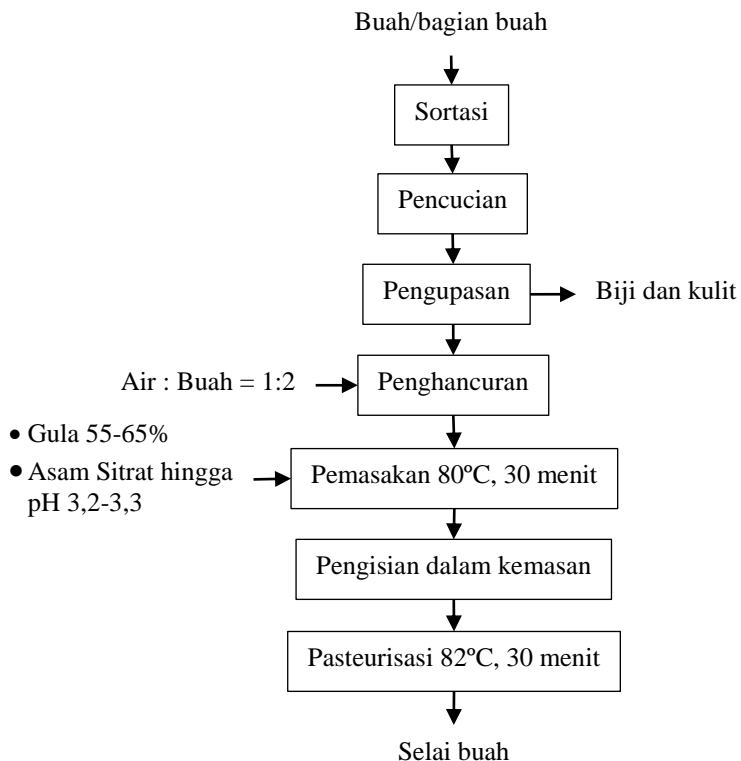 Buah/bagian buah
Sortasi
Pencucian
Pengupasan
Biji dan kulit
Air : Buah = 1:2
Penghancuran
• Gula 55-65%
• Asam Sitrat hingga
pH 3,2-3,3
Pemasakan 80ºC, 30 menit
Pengisian dalam kemasan
Pasteurisasi 82ºC, 30 menit
Selai buah